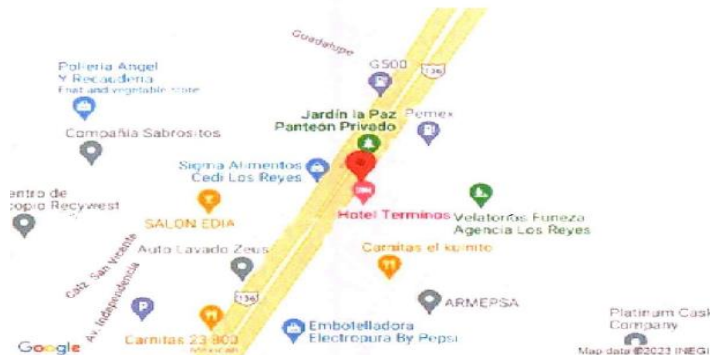 Guadalupe
G500
136
Polleria Angel
Y Recauderia
Fruit and vegetable store
Jardín la Paz
Panteón Privado
Pemex
Compañia Sabrositos
Sigma Alimentos
Cedi Los Reyes
entro de
opio Recywest
SALON EDIA
Hotel Terminos
Velatorios Funeza
Agencia Los Reyes
Auto Lavado Zeus
Carnitas el kumito
Calz. San Vicente
Av. Independencia
136
ARMEPSA
Carnitas 23 800
Embotelladora
Electropura By Pepsi
Platinum Cask
Company
Google
Map data ©2023 INEGI